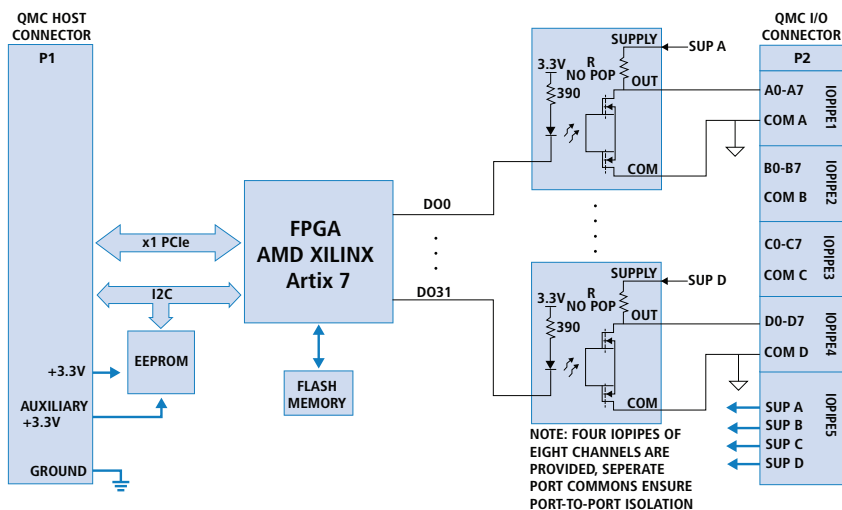 QMC HOST
CONNECTOR
P1
x1 PCIe
I2C
EEPROM
+3.3V
AUXILIARY
+3.3V
GROUND
FPGA
AMD XILINX
Artix 7
FLASH
MEMORY
DO0
DO31
SUPPLY
SUP A
R
NO POP
3.3V
390
OUT
COM
SUPPLY
SUP D
R
NO POP
3.3V
390
OUT
COM
NOTE: FOUR IOPIPES OF
EIGHT CHANNELS ARE
PROVIDED, SEPERATE
PORT COMMONS ENSURE
PORT-TO-PORT ISOLATION
QMC I/O
CONNECTOR
P2
A0-A7
COM A
IOPIPE1
B0-B7
COM B
IOPIPE2
C0-C7
COM C
IOPIPE3
D0-D7
COM D
IOPIPE4
SUP A
SUP B
SUP C
SUP D
IOPIPE5